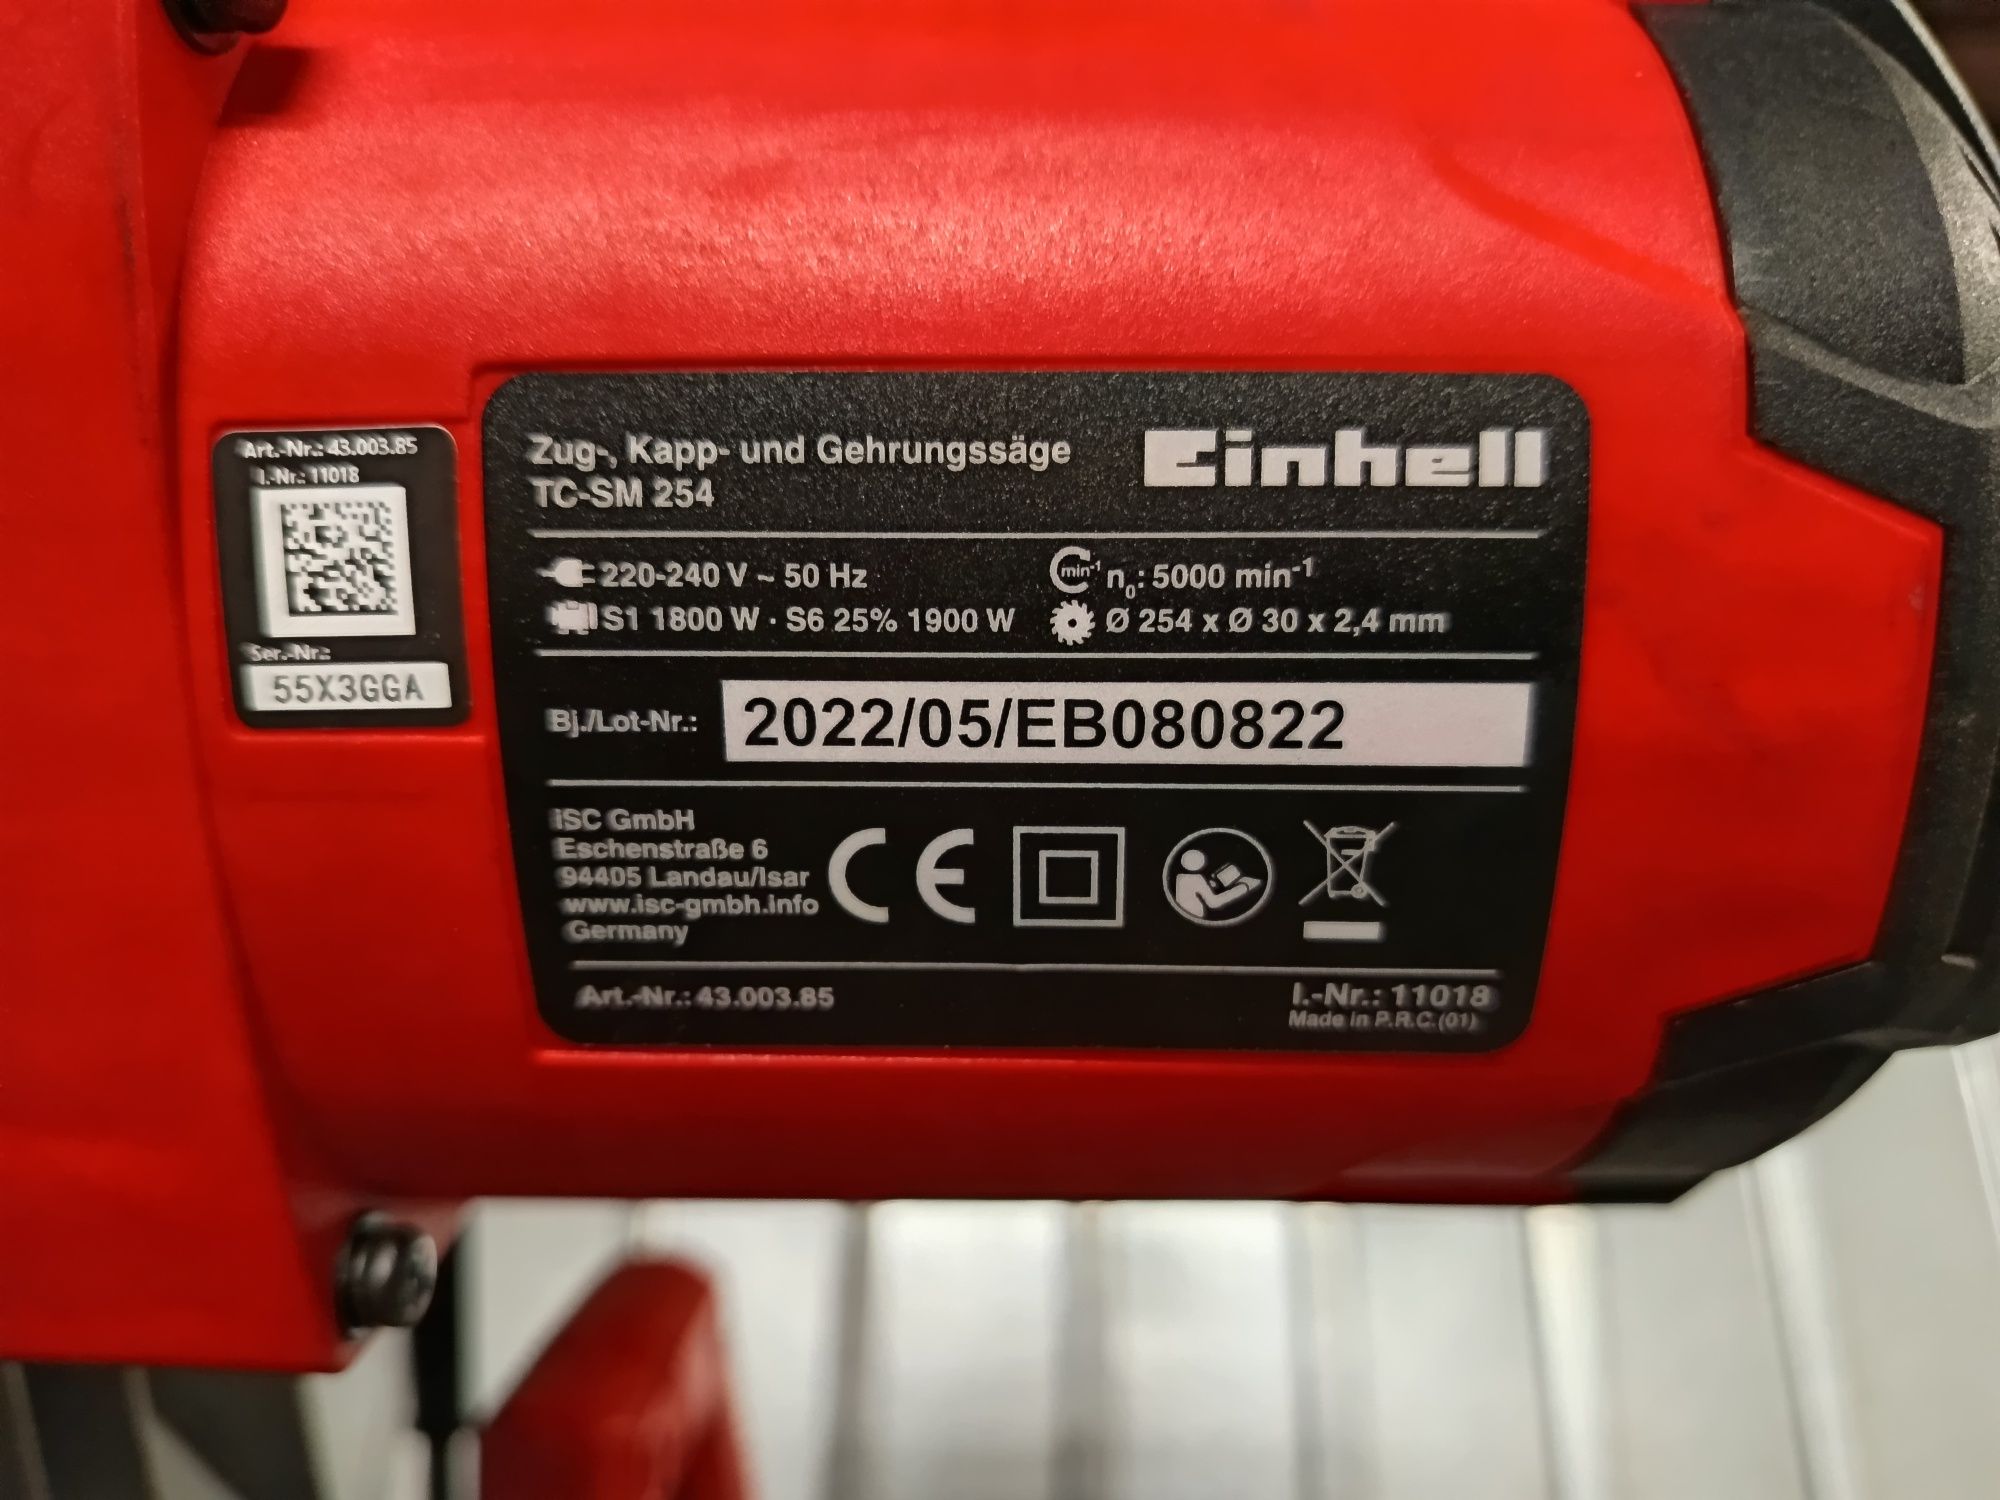 Art.-Nr.: 43.003.85
I.-Nr.: 11018
Ser.-Nr.:
55X3GGA
Zug-, Kapp- und Gehrungssäge
TC-SM 254
Einhell
220-240 V ~ 50 Hz
min-1 n0: 5000 min-1
S1 1800 W · S6 25% 1900 W
Ø 254 x Ø 30 x 2,4 mm
Bj./Lot-Nr.: 2022/05/EB080822
iSC GmbH
Eschenstraße 6
94405 Landau/Isar
www.isc-gmbh.info
Germany
CE
Art.-Nr.: 43.003.85
I.-Nr.: 11018
Made in P.R.C. (01)